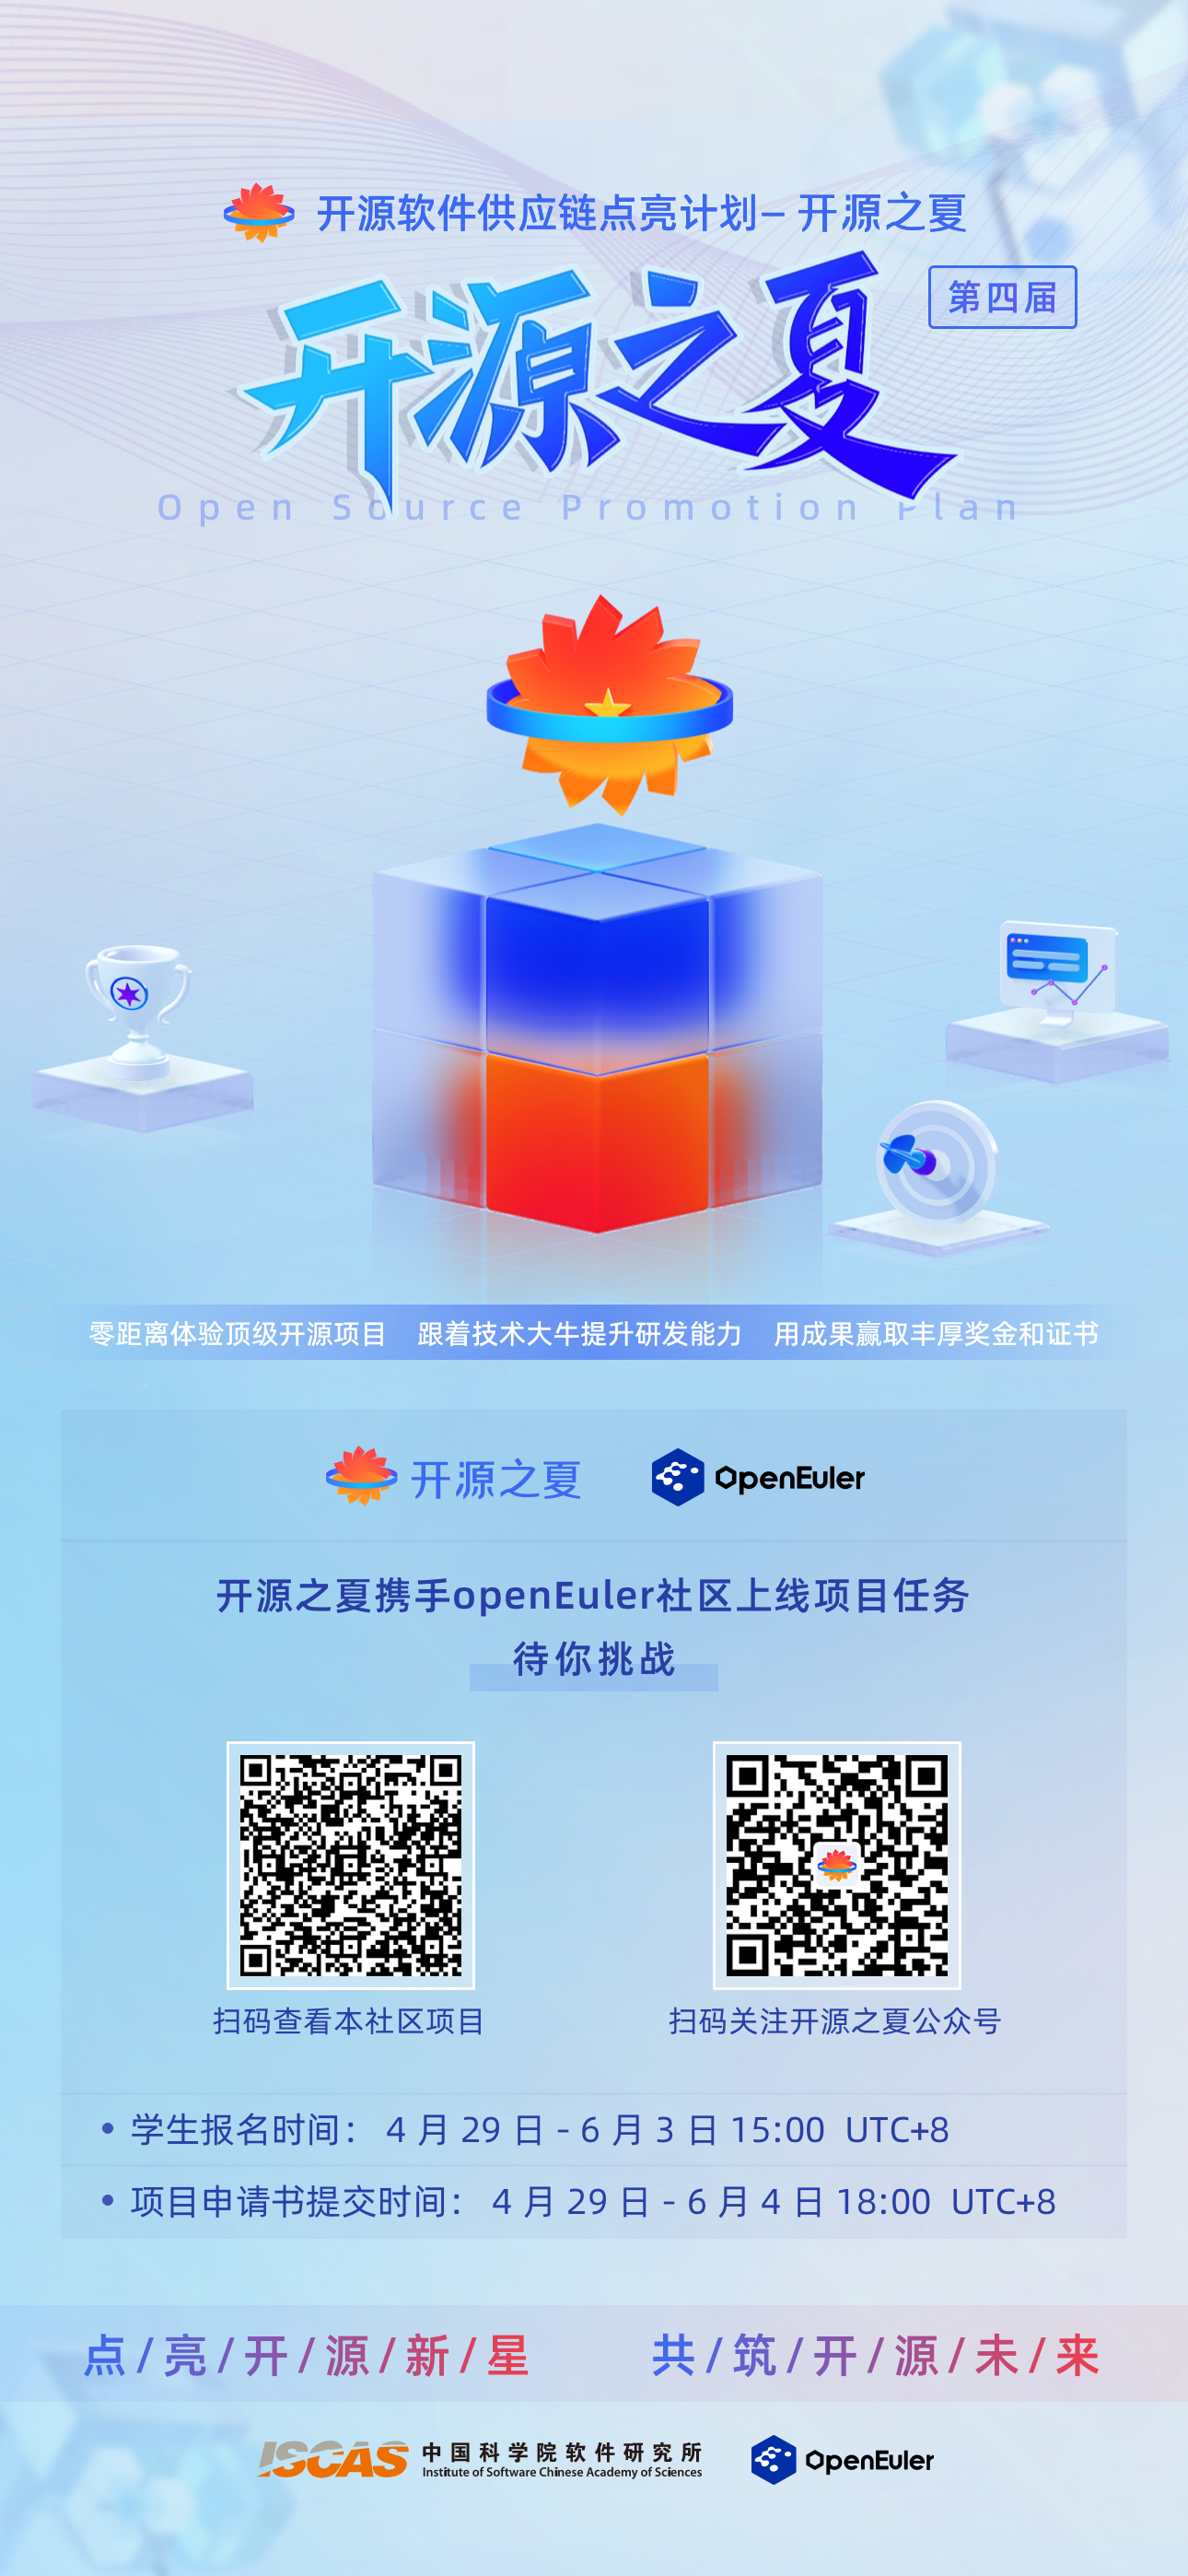 开源软件供应链点亮计划– 开源之夏
开源之夏
第四届
Open Source Promotion Plan
零距离体验顶级开源项目 跟着技术大牛提升研发能力 用成果赢取丰厚奖金和证书
开源之夏 OpenEuler
开源之夏携手openEuler社区上线项目任务
待你挑战
扫码查看本社区项目 扫码关注开源之夏公众号
• 学生报名时间： 4 月 29 日 - 6 月 3 日 15:00 UTC+8
• 项目申请书提交时间： 4 月 29 日 - 6 月 4 日 18:00 UTC+8
点/亮/开/源/新/星 共/筑/开/源/未/来
ISCAS 中国科学院软件研究所 OpenEuler
Institute of Software Chinese Academy of Sciences